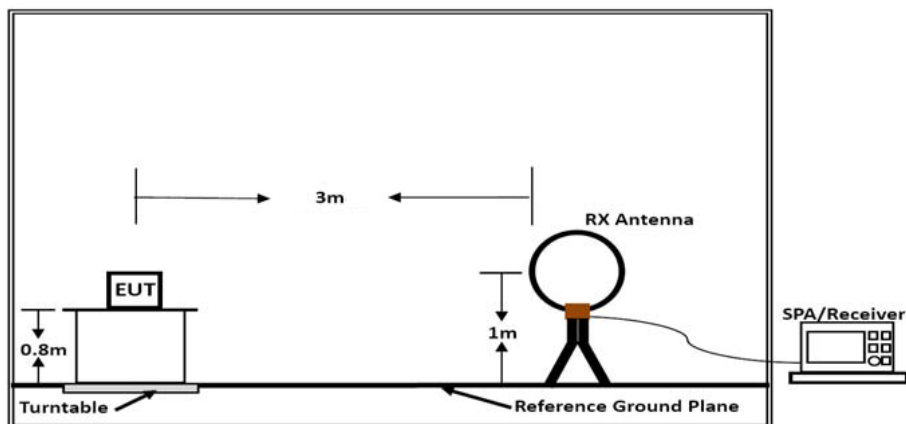 3m
RX Antenna
EUT
SPA/Receiver
0.8m
1m
Turntable
Reference Ground Plane